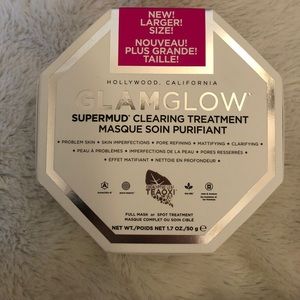 NEW!
LARGER!
SIZE!
NOUVEAU!
PLUS GRANDE!
TAILLE!
HOLLYWOOD, CALIFORNIA
GLAMGLOW
SUPERMUD® CLEARING TREATMENT
MASQUE SOIN PURIFIANT
• PROBLEM SKIN • SKIN IMPERFECTIONS • PORE REFINING • MATTIFYING • CLARIFYING
• PEAU À PROBLÈMES • IMPERFECTIONS DE LA PEAU • PORES RESSERRÉS •
• EFFET MATIFIANT • NETTOIE EN PROFONDEUR •
TEAOXI
FULL MASK or SPOT TREATMENT
MASQUE COMPLET OU SOIN CIBLÉ
NET WT./POIDS NET 1.7 OZ./50 g e